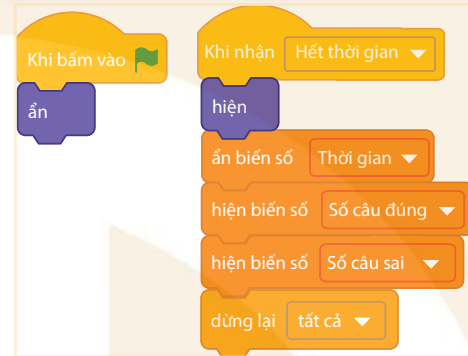 Khi bấm vào
ẩn
Khi nhận Hết thời gian
hiện
ẩn biến số Thời gian
hiện biến số Số câu đúng
hiện biến số Số câu sai
dừng lại tất cả